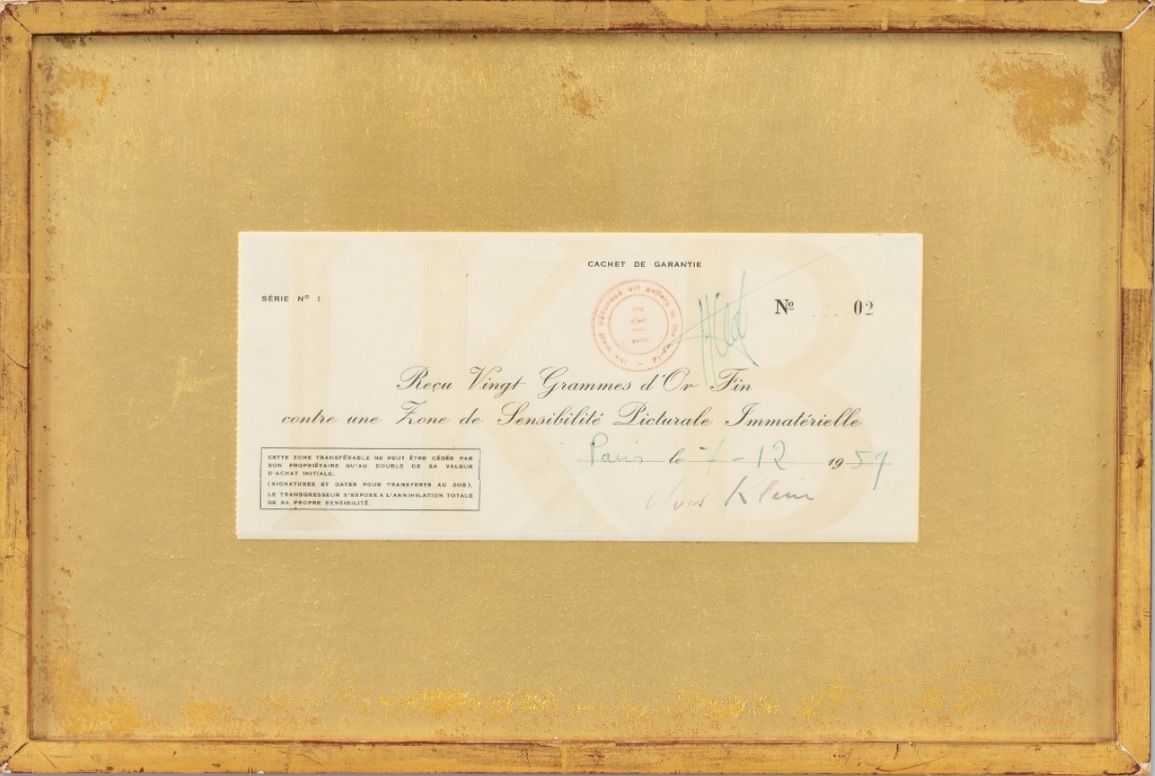 CACHET DE GARANTIE
SÉRIE Nº 1
Nº 02
Reçu Vingt Grammes d'Or Fin
contre une Zone de Sensibilité Picturale Immatérielle
Paris le 7-12 1959
CETTE ZONE TRANSFÉRABLE NE PEUT ÊTRE CÉDÉE PAR
SON PROPRIÉTAIRE QU'AU DOUBLE DE SA VALEUR
D'ACHAT INITIALE.
(SIGNATURES ET DATES POUR TRANSFERTS AU DOS).
LE TRANSGRESSEUR S'EXPOSE A L'ANNIHILATION TOTALE
DE SA PROPRE SENSIBILITÉ
Yves Klein
IKB